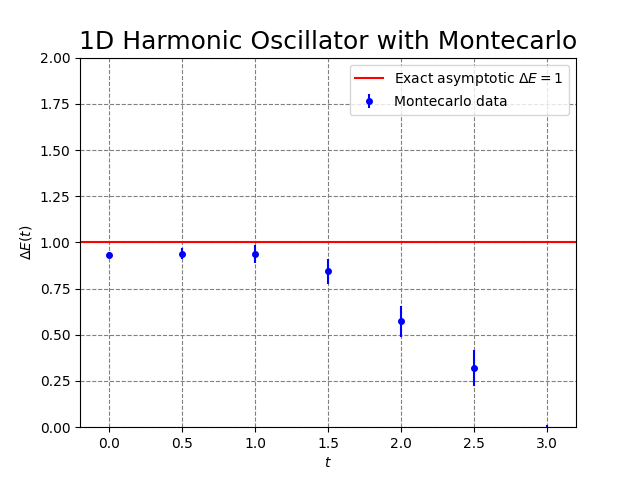 1D Harmonic Oscillator with Montecarlo
2.00
1.75
1.50
1.25
1.00
0.75
0.50
0.25
0.00
ΔE(t)
Exact asymptotic ΔE = 1
Montecarlo data
0.0 0.5 1.0 1.5 2.0 2.5 3.0
t